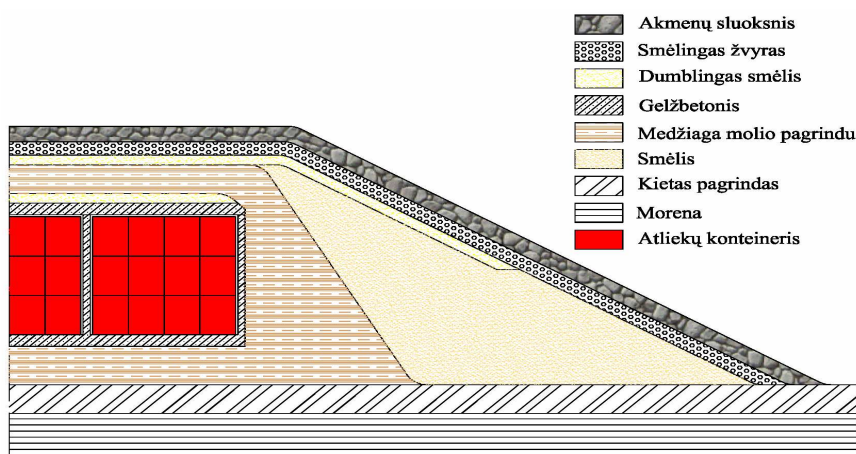 Akmenų sluoksnis
Smėlingas žvyras
Dumblingas smėlis
Gelžbetonis
Medžiaga molio pagrindu
Smėlis
Kietas pagrindas
Morena
Atliekų konteineris